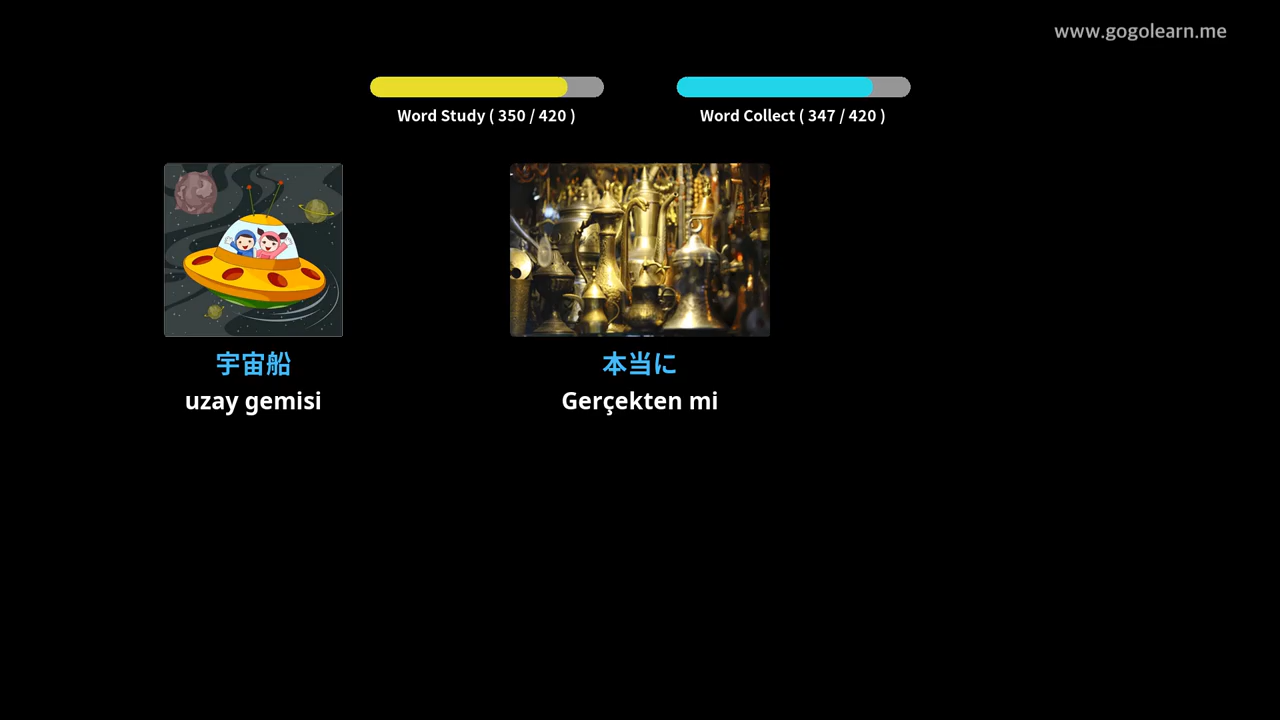 www.gogolearn.me
Word Study ( 350 / 420 )
Word Collect ( 347 / 420 )
宇宙船
uzay gemisi
本当に
Gerçekten mi